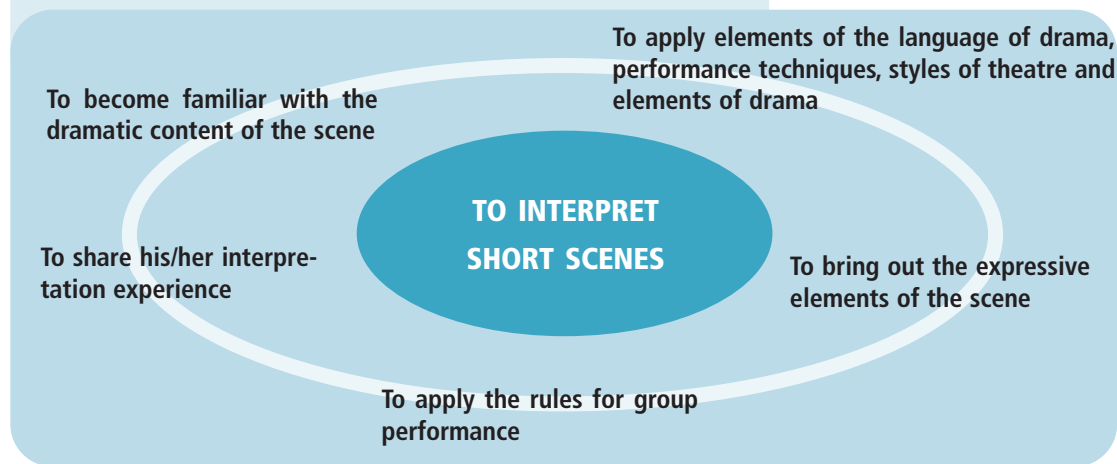 To apply elements of the language of drama,
performance techniques, styles of theatre and
elements of drama
To become familiar with the
dramatic content of the scene
TO INTERPRET
SHORT SCENES
To share his/her interpre-
tation experience
To bring out the expressive
elements of the scene
To apply the rules for group
performance